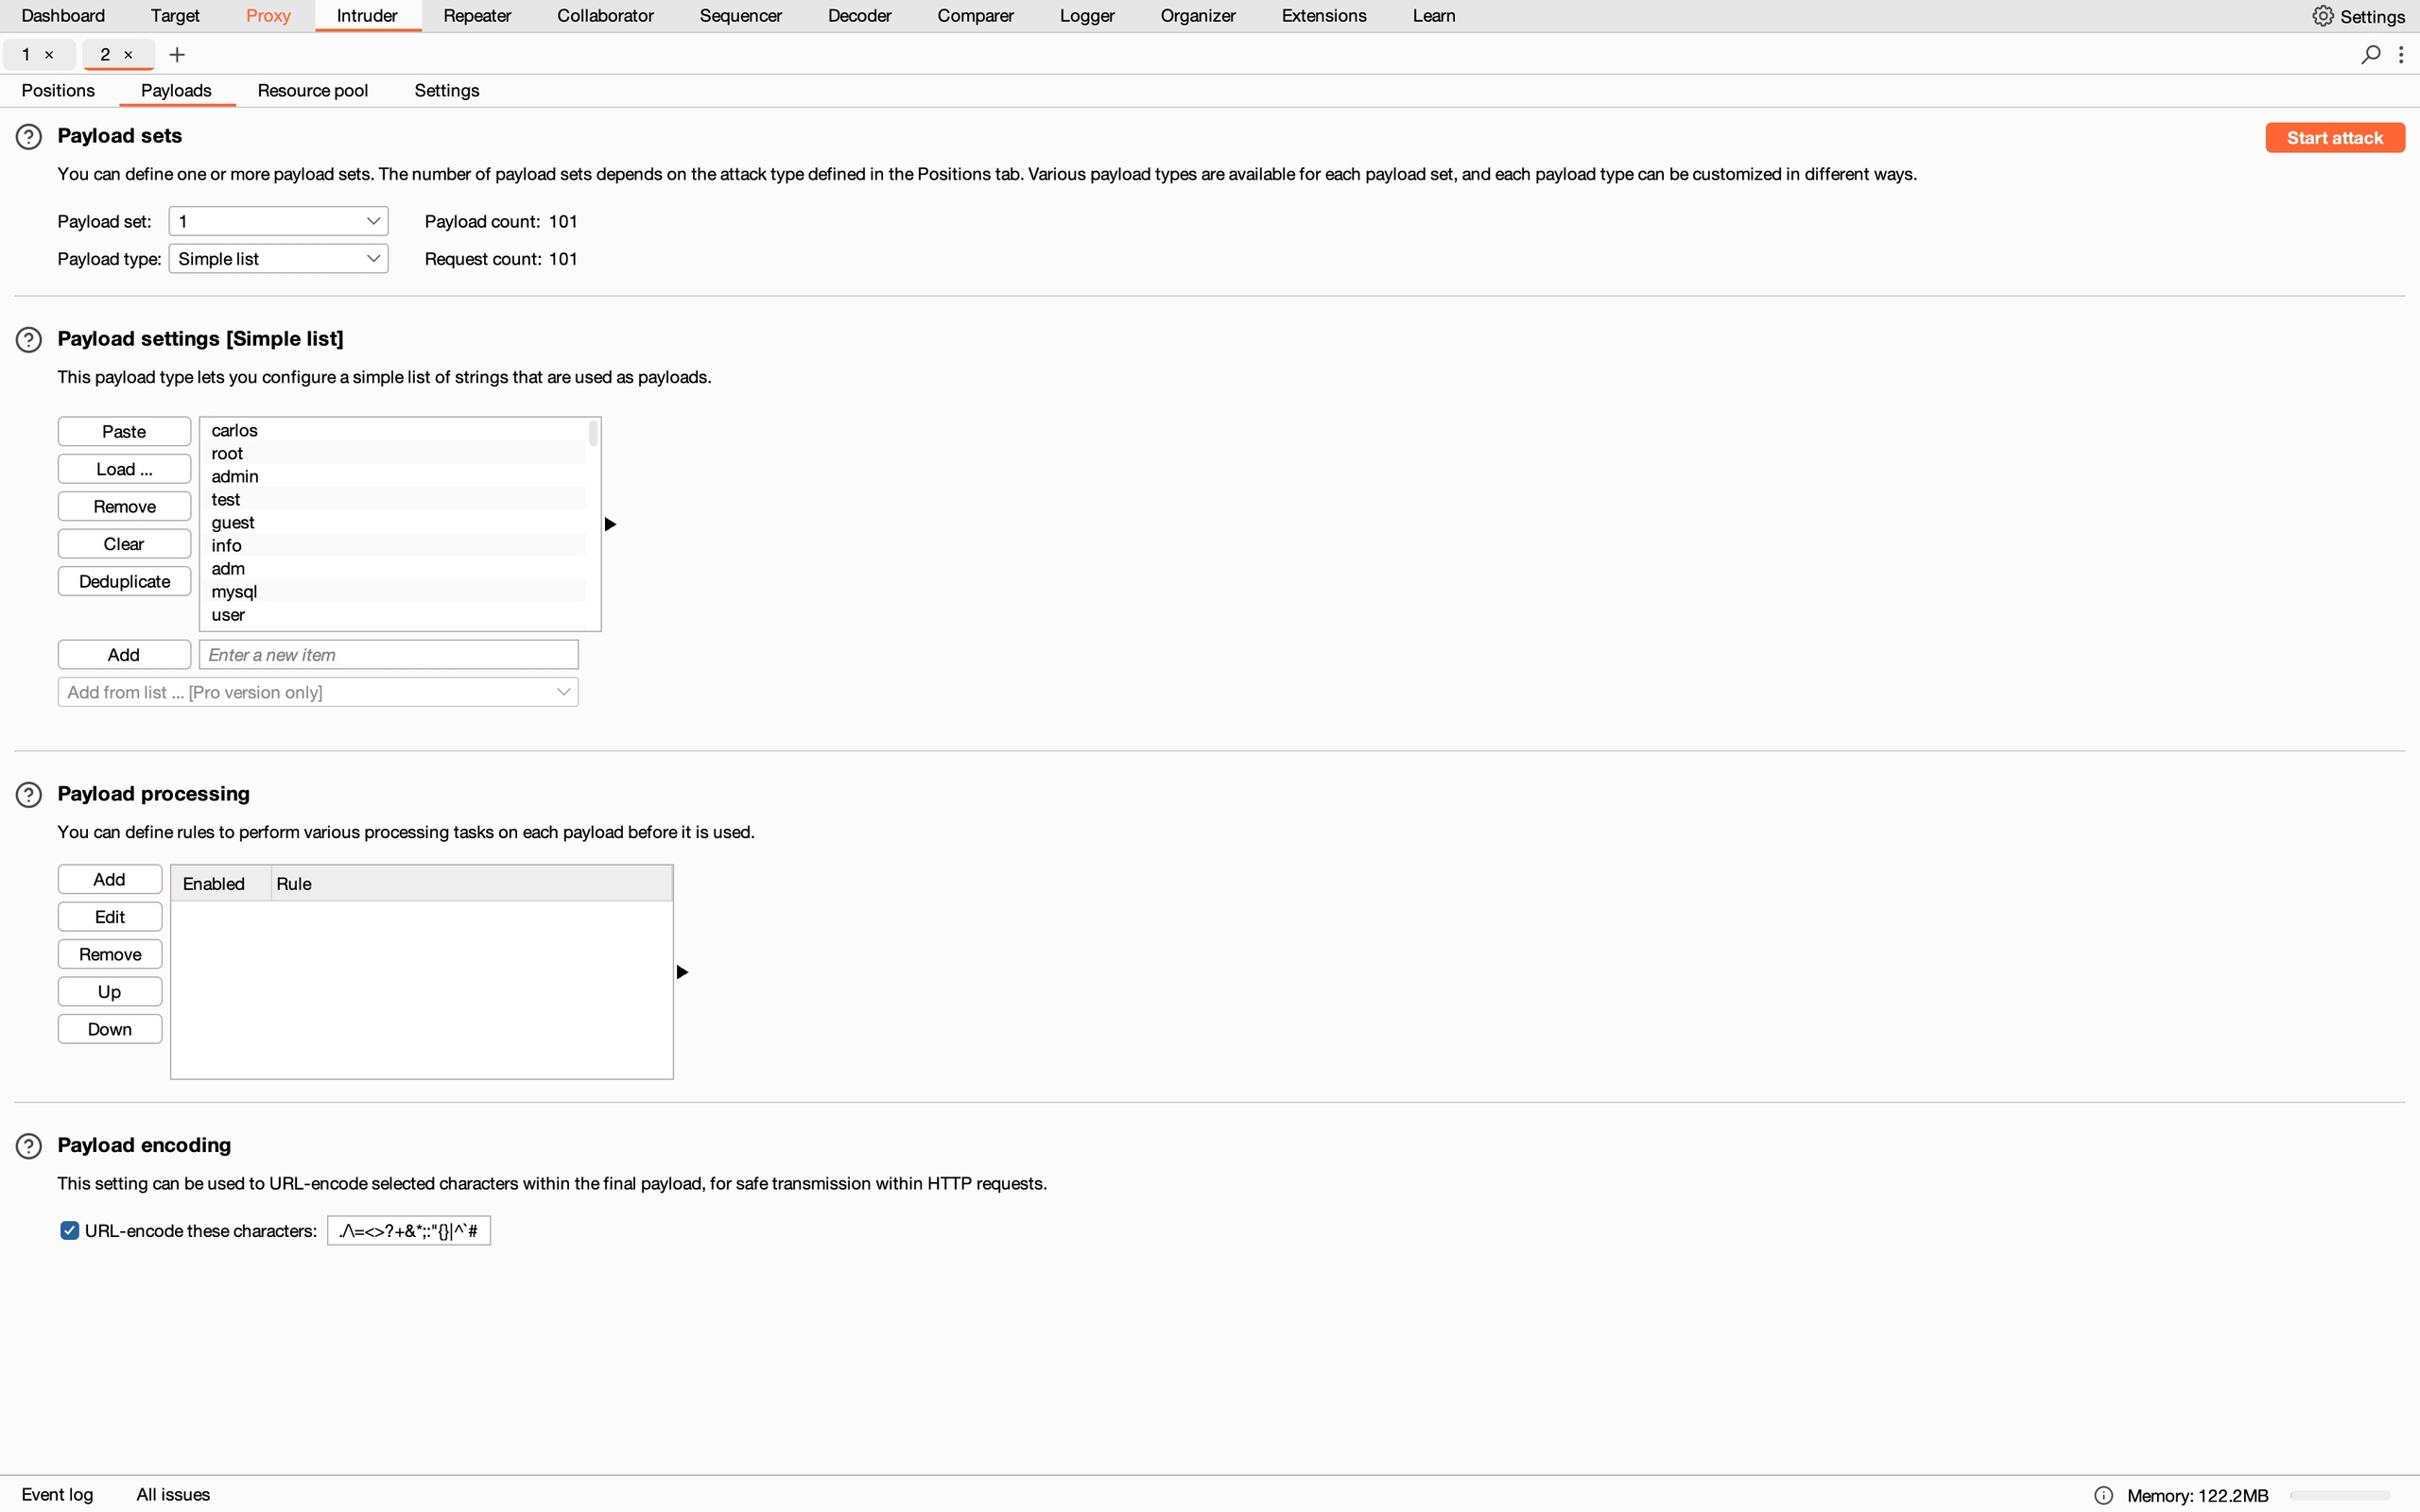 Dashboard Target Proxy Intruder Repeater Collaborator Sequencer Decoder Comparer Logger Organizer Extensions Learn Settings
1 × 2 × +
Positions Payloads Resource pool Settings
? Payload sets
Start attack
You can define one or more payload sets. The number of payload sets depends on the attack type defined in the Positions tab. Various payload types are available for each payload set, and each payload type can be customized in different ways.
Payload set: 1 Payload count: 101
Payload type: Simple list Request count: 101
? Payload settings [Simple list]
This payload type lets you configure a simple list of strings that are used as payloads.
Paste
Load ...
Remove
Clear
Deduplicate
carlos
root
admin
test
guest
info
adm
mysql
user
Add Enter a new item
Add from list ... [Pro version only]
? Payload processing
You can define rules to perform various processing tasks on each payload before it is used.
Add
Edit
Remove
Up
Down
Enabled Rule
? Payload encoding
This setting can be used to URL-encode selected characters within the final payload, for safe transmission within HTTP requests.
URL-encode these characters: ./\=<>?+&*;:"{}|^`#
Event log All issues Memory: 122.2MB